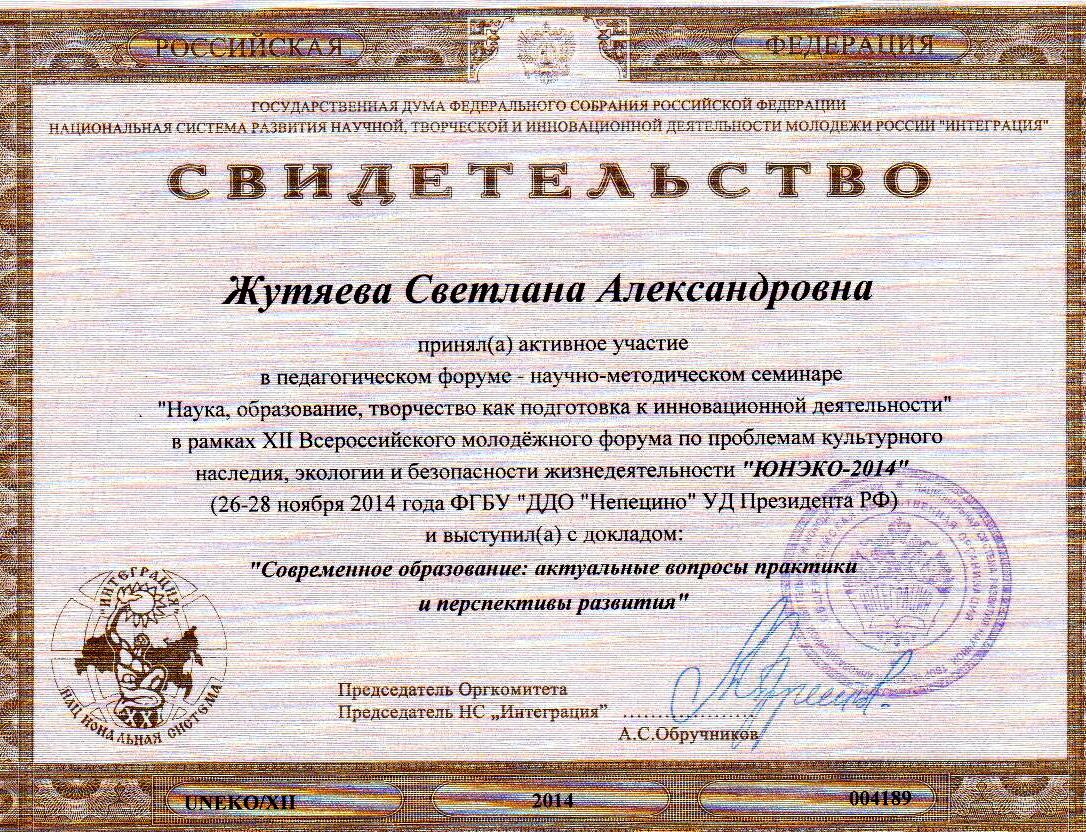 РОССИЙСКАЯ ФЕДЕРАЦИЯ
ГОСУДАРСТВЕННАЯ ДУМА ФЕДЕРАЛЬНОГО СОБРАНИЯ РОССИЙСКОЙ ФЕДЕРАЦИИ
НАЦИОНАЛЬНАЯ СИСТЕМА РАЗВИТИЯ НАУЧНОЙ, ТВОРЧЕСКОЙ И ИННОВАЦИОННОЙ ДЕЯТЕЛЬНОСТИ МОЛОДЕЖИ РОССИИ "ИНТЕГРАЦИЯ"
СВИДЕТЕЛЬСТВО
Жутяева Светлана Александровна
принял(а) активное участие
в педагогическом форуме - научно-методическом семинаре
"Наука, образование, творчество как подготовка к инновационной деятельности"
в рамках XII Всероссийского молодёжного форума по проблемам культурного
наследия, экологии и безопасности жизнедеятельности "ЮНЭКО-2014"
(26-28 ноября 2014 года ФГБУ "ДДО "Непецино" УД Президента РФ)
и выступил(а) с докладом:
"Современное образование: актуальные вопросы практики
и перспективы развития"
ИНТЕГРАЦИЯ
НАЦИОНАЛЬНАЯ СИСТЕМА
Председатель Оргкомитета
Председатель НС „Интеграция” ....................
А.С.Обручников
ИНТЕГРАЦИЯ
UNEKO/XII 2014 004189